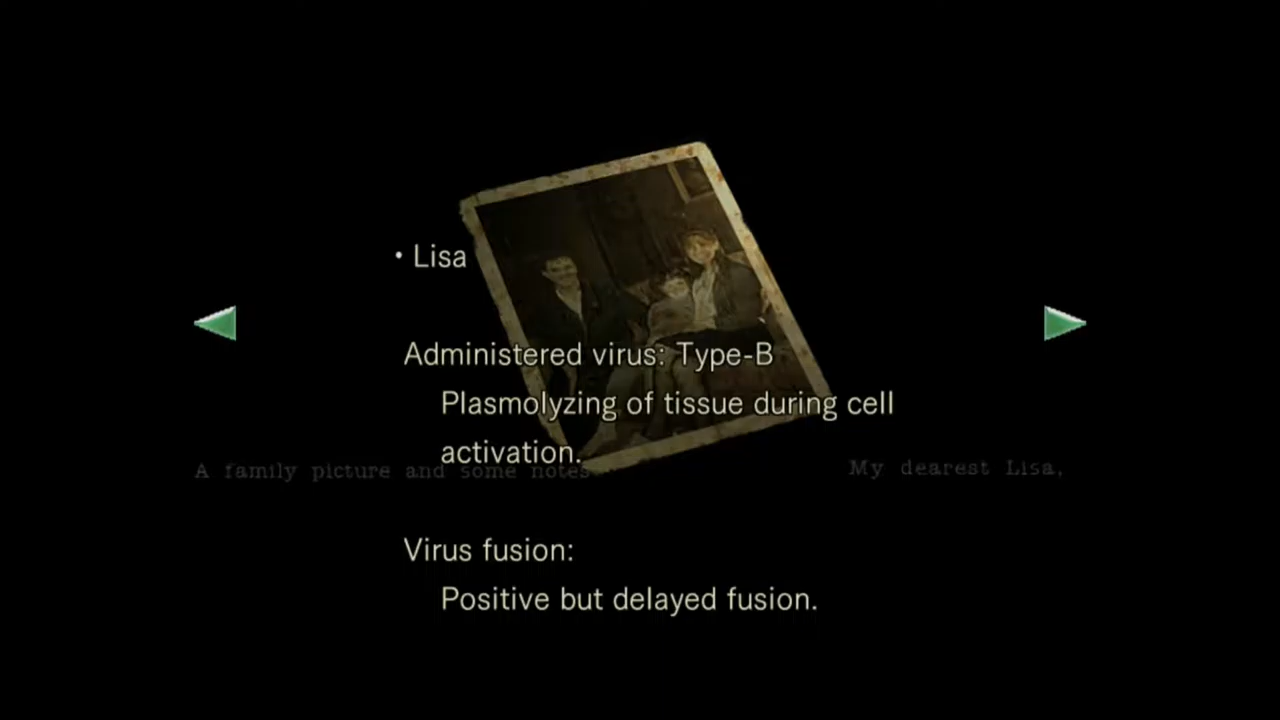 • Lisa
Administered virus: Type-B
Plasmolyzing of tissue during cell
activation.
A family picture and some notes
My dearest Lisa,
Virus fusion:
Positive but delayed fusion.